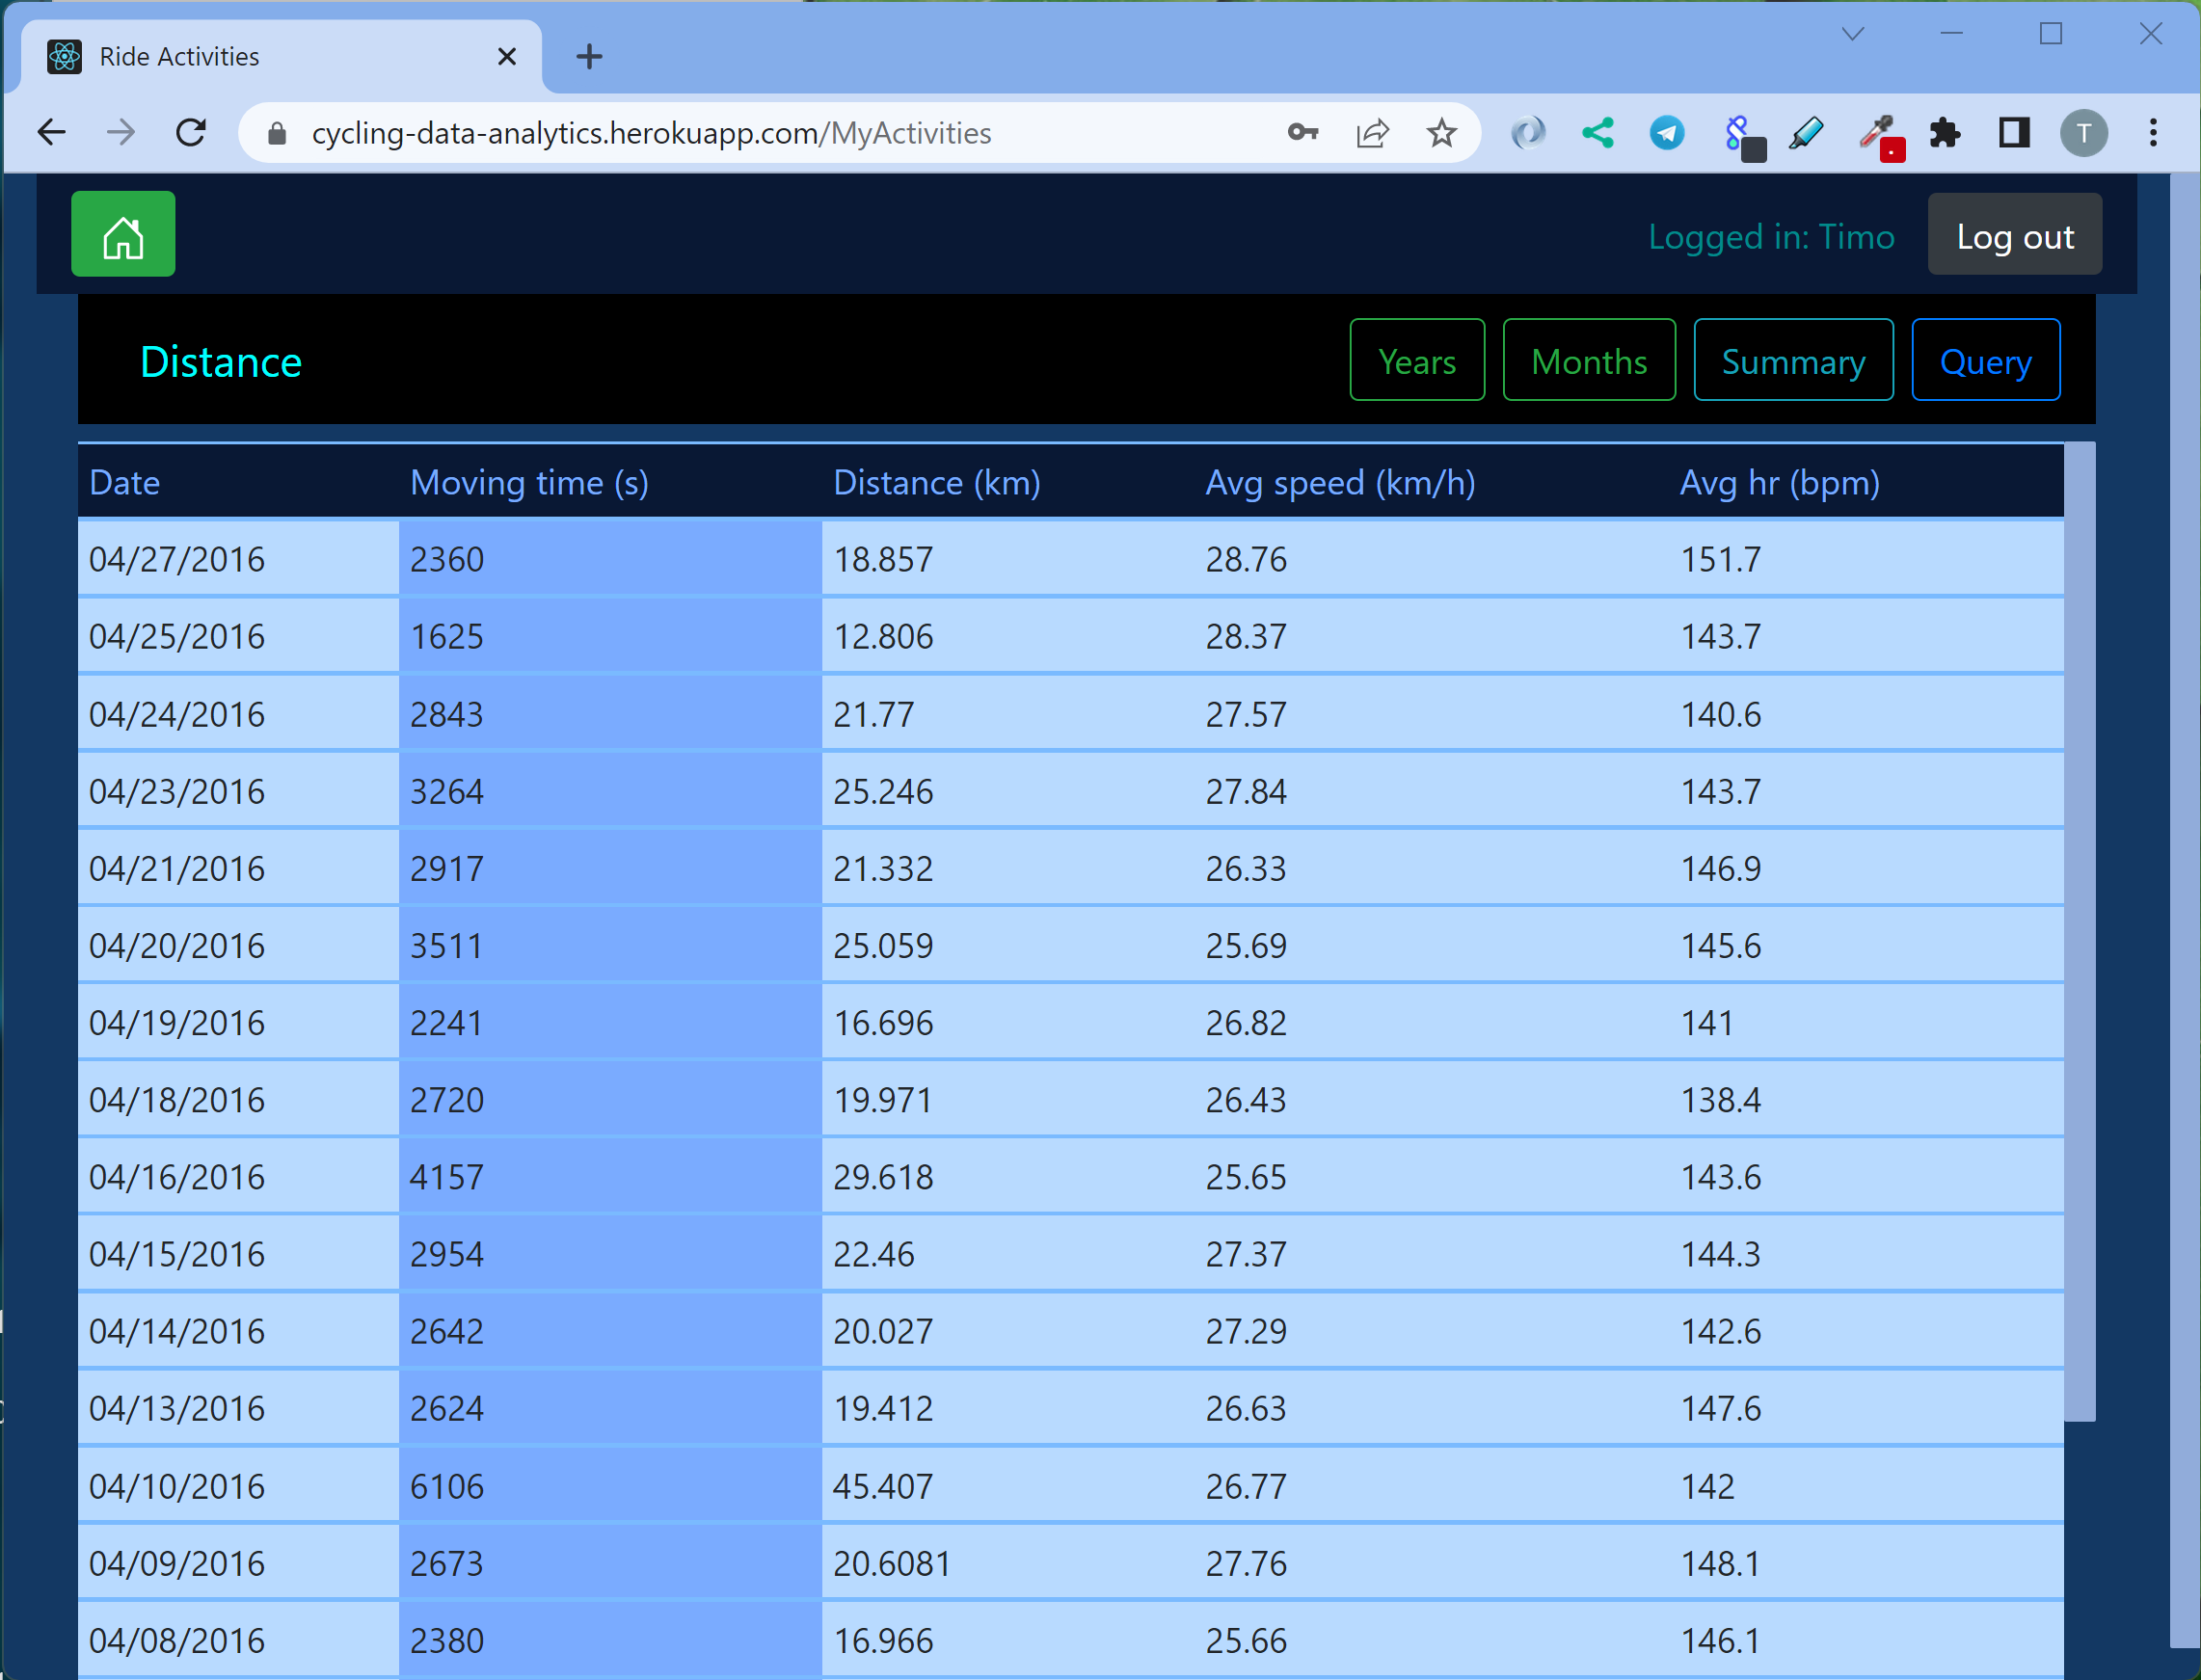 Ride Activities
cycling-data-analytics.herokuapp.com/MyActivities
T
Logged in: Timo Log out
Distance Years Months Summary Query
Date Moving time (s) Distance (km) Avg speed (km/h) Avg hr (bpm)
04/27/2016 2360 18.857 28.76 151.7
04/25/2016 1625 12.806 28.37 143.7
04/24/2016 2843 21.77 27.57 140.6
04/23/2016 3264 25.246 27.84 143.7
04/21/2016 2917 21.332 26.33 146.9
04/20/2016 3511 25.059 25.69 145.6
04/19/2016 2241 16.696 26.82 141
04/18/2016 2720 19.971 26.43 138.4
04/16/2016 4157 29.618 25.65 143.6
04/15/2016 2954 22.46 27.37 144.3
04/14/2016 2642 20.027 27.29 142.6
04/13/2016 2624 19.412 26.63 147.6
04/10/2016 6106 45.407 26.77 142
04/09/2016 2673 20.6081 27.76 148.1
04/08/2016 2380 16.966 25.66 146.1